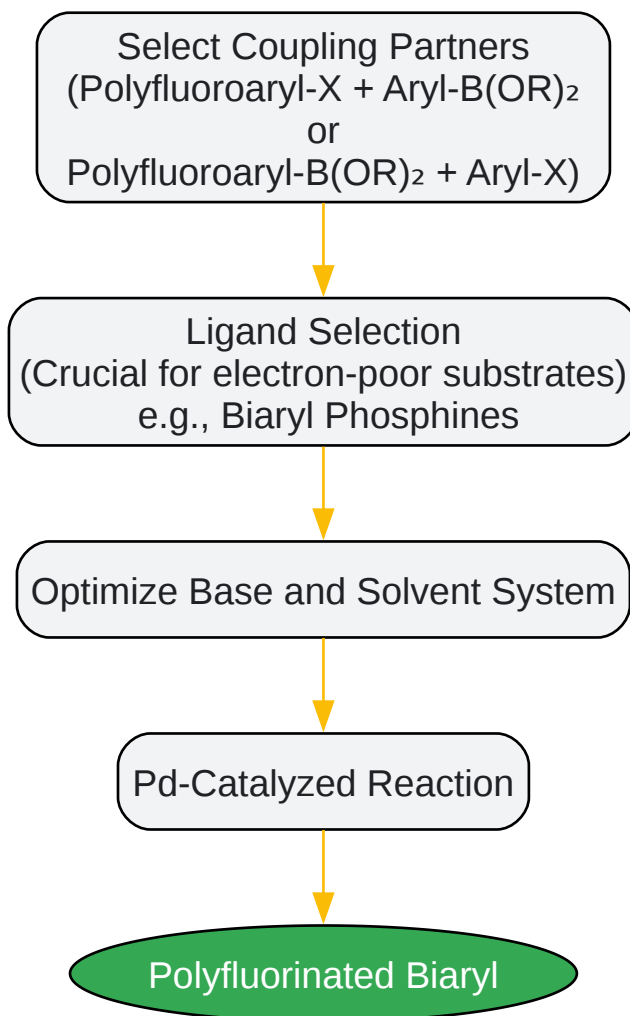 Select Coupling Partners
(Polyfluoroaryl-X + Aryl-B(OR)₂
or
Polyfluoroaryl-B(OR)₂ + Aryl-X)
Ligand Selection
(Crucial for electron-poor substrates)
e.g., Biaryl Phosphines
Optimize Base and Solvent System
Pd-Catalyzed Reaction
Polyfluorinated Biaryl